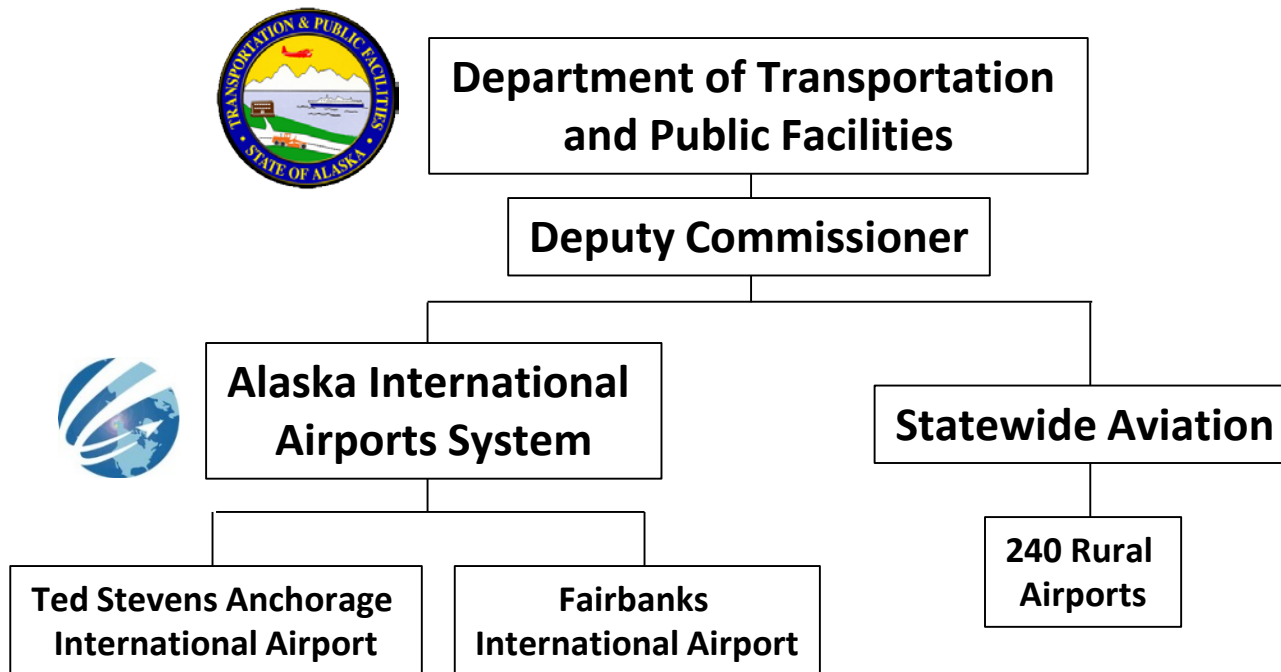 TRANSPORTATION & PUBLIC FACILITIES
STATE OF ALASKA
Department of Transportation
and Public Facilities
Deputy Commissioner
Alaska International
Airports System
Statewide Aviation
240 Rural
Airports
Ted Stevens Anchorage
International Airport
Fairbanks
International Airport